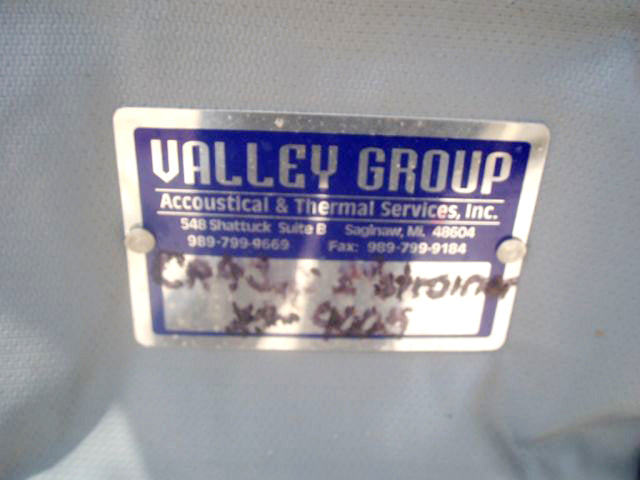 VALLEY GROUP
Accoustical & Thermal Services, Inc.
548 Shattuck Suite B Saginaw, MI, 48604
989-799-9669 Fax: 989-799-9184
strainer